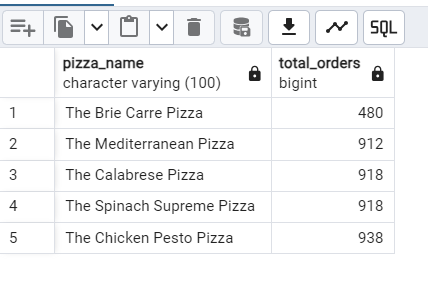 SQL
pizza_name total_orders
character varying (100) bigint
1 The Brie Carre Pizza 480
2 The Mediterranean Pizza 912
3 The Calabrese Pizza 918
4 The Spinach Supreme Pizza 918
5 The Chicken Pesto Pizza 938